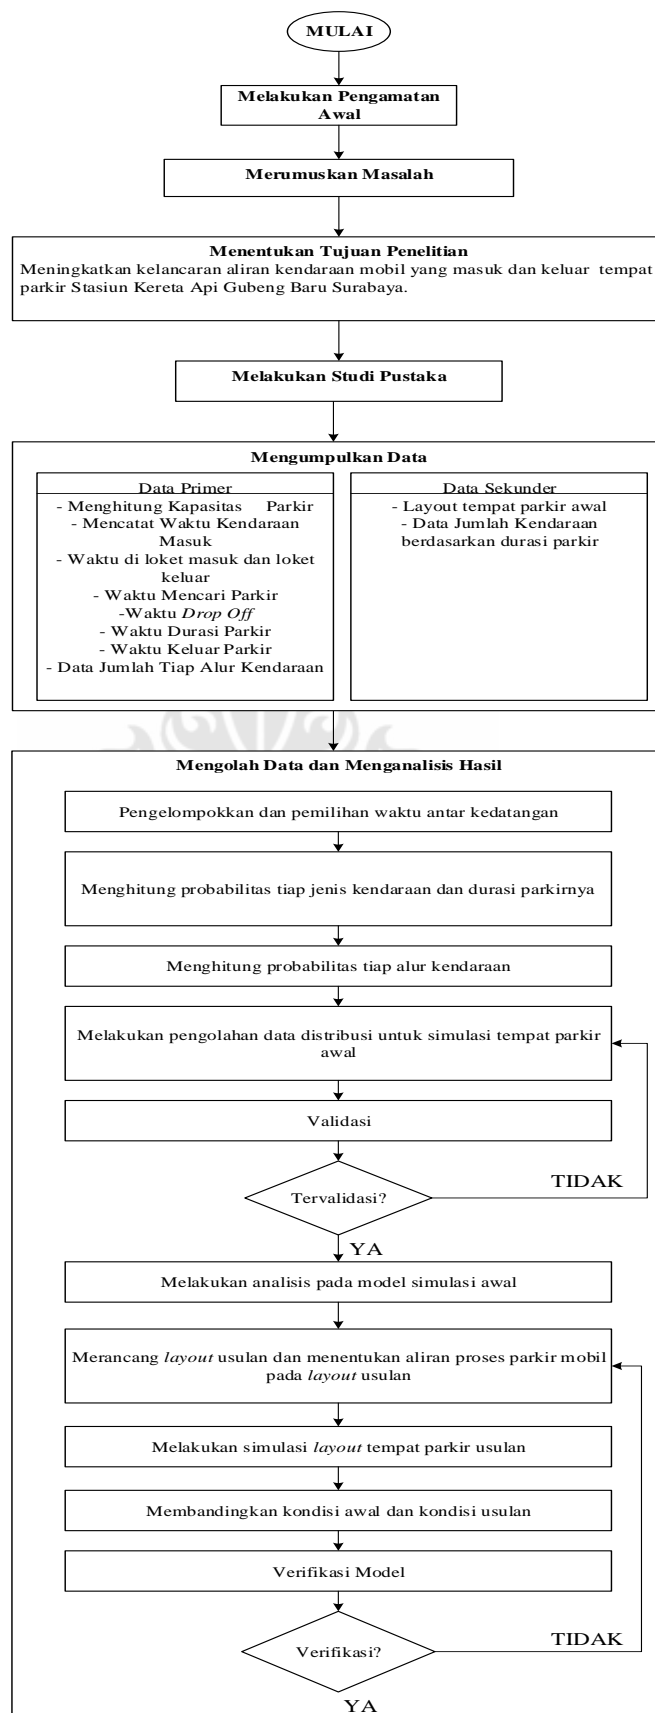 MULAI
Melakukan Pengamatan
Awal
Merumuskan Masalah
Menentukan Tujuan Penelitian
Meningkatkan kelancaran aliran kendaraan mobil yang masuk dan keluar tempat
parkir Stasiun Kereta Api Gubeng Baru Surabaya.
Melakukan Studi Pustaka
Mengumpulkan Data
Data Primer
- Menghitung Kapasitas Parkir
- Mencatat Waktu Kendaraan
Masuk
- Waktu di loket masuk dan loket
keluar
- Waktu Mencari Parkir
-Waktu Drop Off
- Waktu Durasi Parkir
- Waktu Keluar Parkir
- Data Jumlah Tiap Alur Kendaraan
Data Sekunder
- Layout tempat parkir awal
- Data Jumlah Kendaraan
berdasarkan durasi parkir
Mengolah Data dan Menganalisis Hasil
Pengelompokkan dan pemilihan waktu antar kedatangan
Menghitung probabilitas tiap jenis kendaraan dan durasi parkirnya
Menghitung probabilitas tiap alur kendaraan
Melakukan pengolahan data distribusi untuk simulasi tempat parkir
awal
Validasi
Tervalidasi?
TIDAK
YA
Melakukan analisis pada model simulasi awal
Merancang layout usulan dan menentukan aliran proses parkir mobil
pada layout usulan
Melakukan simulasi layout tempat parkir usulan
Membandingkan kondisi awal dan kondisi usulan
Verifikasi Model
Verifikasi?
TIDAK
YA